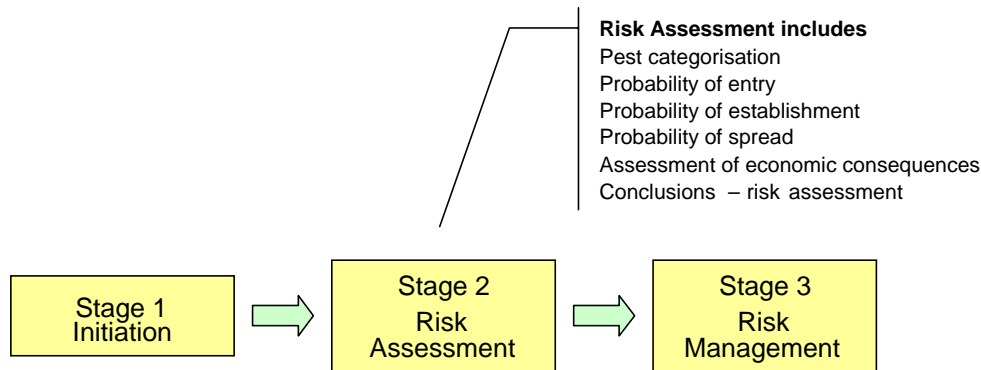 Risk Assessment includes
Pest categorisation
Probability of entry
Probability of establishment
Probability of spread
Assessment of economic consequences
Conclusions – risk assessment
Stage 1
Initiation
Stage 2
Risk
Assessment
Stage 3
Risk
Management